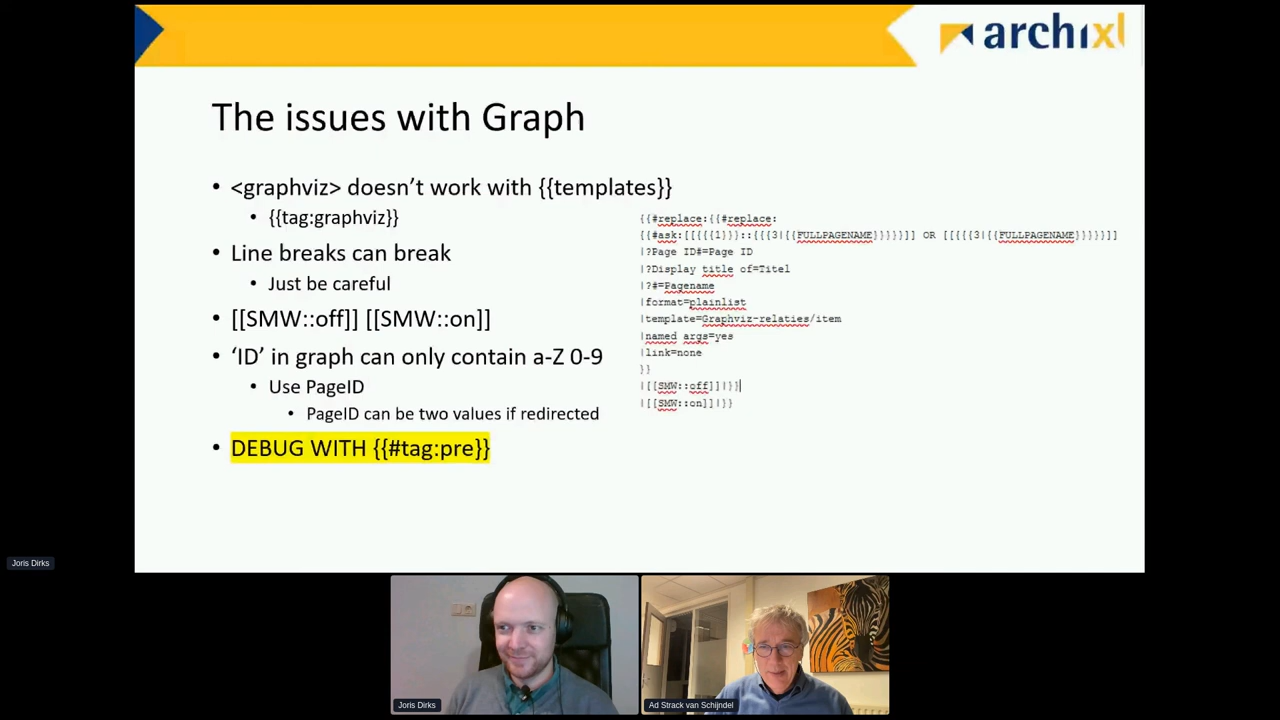 archixl
The issues with Graph
• <graphviz> doesn’t work with {{templates}}
• {{tag:graphviz}}
• Line breaks can break
• Just be careful
• [[SMW::off]] [[SMW::on]]
• ‘ID’ in graph can only contain a-Z 0-9
• Use PageID
• PageID can be two values if redirected
• DEBUG WITH {{#tag:pre}}
{{#replace:{{#replace:
{{#ask:[[{{{1}}}::{{{3|{{FULLPAGENAME}}}}}]] OR [[{{{3|{{FULLPAGENAME}}}}}]]
|?Page ID#=Page ID
|?Display title of=Titel
|?#=Pagename
|format=plainlist
|template=Graphviz-relaties/item
|named args=yes
|link=none
}}
|[[SMW::off]]|}}
|[[SMW::on]]|}}
Joris Dirks
Joris Dirks
Ad Strack van Schijndel